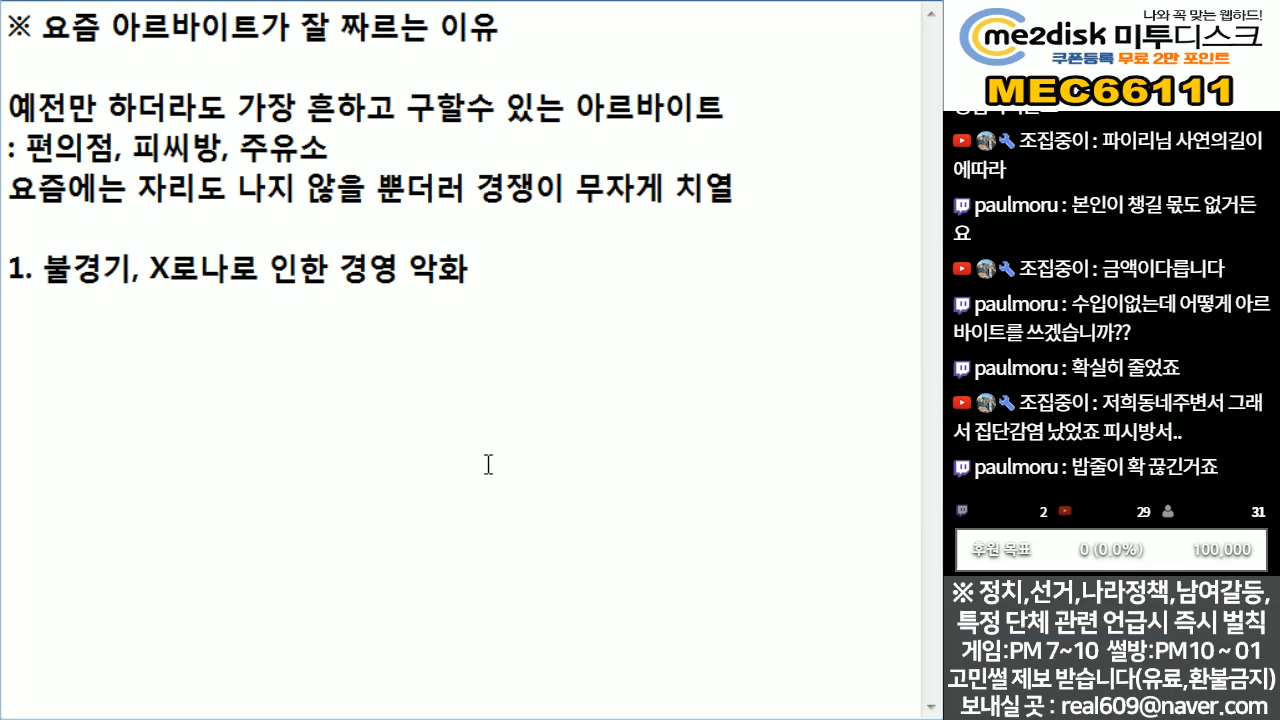 ※ 요즘 아르바이트가 잘 짜르는 이유
예전만 하더라도 가장 흔하고 구할수 있는 아르바이트
: 편의점, 피씨방, 주유소
요즘에는 자리도 나지 않을 뿐더러 경쟁이 무자게 치열
1. 불경기, X로나로 인한 경영 악화
나와 꼭 맞는 웹하드!
me2disk 미투디스크
쿠폰등록 무료 2만 포인트
MEC66111
조집중이 : 파이리님 사연의길이
에따라
paulmoru : 본인이 챙길 몫도 없거든
요
조집중이 : 금액이다릅니다
paulmoru : 수입이없는데 어떻게 아르
바이트를 쓰겠습니까??
paulmoru : 확실히 줄었죠
조집중이 : 저희동네주변서 그래
서 집단감염 났었죠 피시방서..
paulmoru : 밥줄이 확 끊긴거죠
2 29 31
후원 목표 0 (0.0%) 100,000
※ 정치,선거,나라정책,남여갈등,
특정 단체 관련 언급시 즉시 벌칙
게임:PM 7~10 썰방:PM10 ~ 01
고민썰 제보 받습니다(유료,환불금지)
보내실 곳 : real609@naver.com